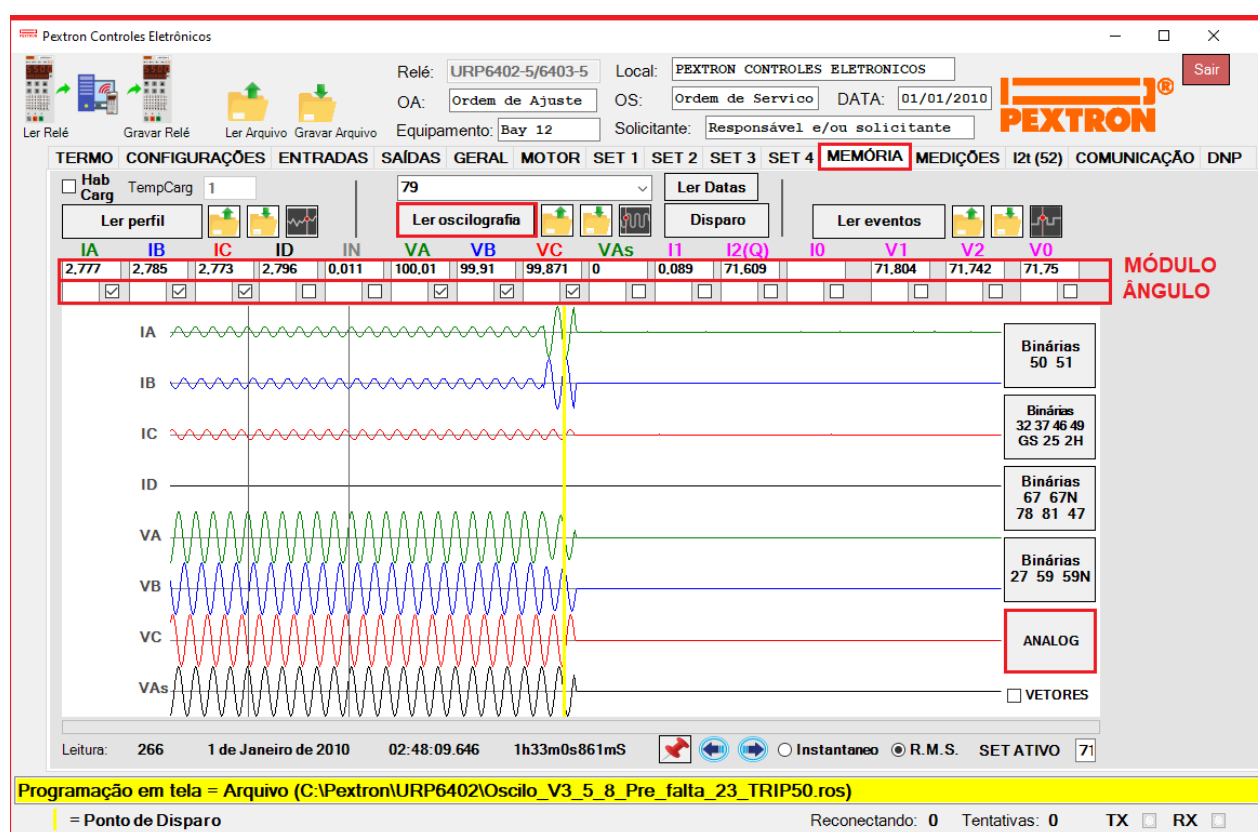 Pextron Controles Eletrônicos
Relé: URP6402-5/6403-5 Local: PEXTRON CONTROLES ELETRONICOS Sair
OA: Ordem de Ajuste OS: Ordem de Servico DATA: 01/01/2010
Ler Relé Gravar Relé Ler Arquivo Gravar Arquivo Equipamento: Bay 12 Solicitante: Responsável e/ou solicitante PEXTRON ®
TERMO CONFIGURAÇÕES ENTRADAS SAÍDAS GERAL MOTOR SET 1 SET 2 SET 3 SET 4 MEMÓRIA MEDIÇÕES I2t (52) COMUNICAÇÃO DNP
Hab Carg TempCarg 1 79 Ler Datas
Ler perfil Ler oscilografia Disparo Ler eventos
IA IB IC ID IN VA VB VC VAs I1 I2(Q) I0 V1 V2 V0
2,777 2,785 2,773 2,796 0,011 100,01 99,91 99,871 0 0,089 71,609 71,804 71,742 71,75 MÓDULO
ÂNGULO
IA
Binárias
50 51
IB
Binárias
32 37 46 49
GS 25 2H
IC
ID
Binárias
67 67N
78 81 47
VA
Binárias
27 59 59N
VB
VC
ANALOG
VAs
VETORES
Leitura: 266 1 de Janeiro de 2010 02:48:09.646 1h33m0s861mS Instantaneo R.M.S. SET ATIVO 71
Programação em tela = Arquivo (C:\Pextron\URP6402\Oscilo_V3_5_8_Pre_falta_23_TRIP50.ros)
= Ponto de Disparo Reconectando: 0 Tentativas: 0 TX RX